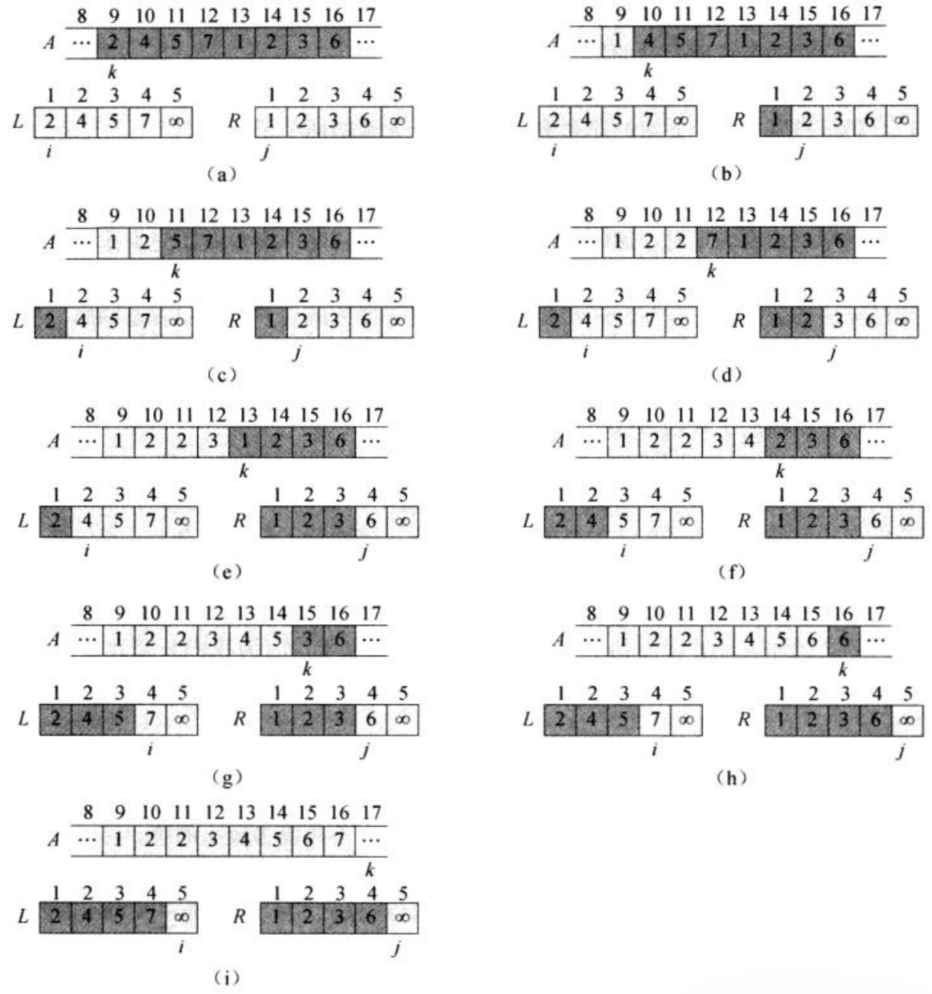 8 9 10 11 12 13 14 15 16 17
A ··· 2 4 5 7 1 2 3 6 ···
k
1 2 3 4 5
L 2 4 5 7 ∞
i
1 2 3 4 5
R 1 2 3 6 ∞
j
(a)
8 9 10 11 12 13 14 15 16 17
A ··· 1 4 5 7 1 2 3 6 ···
k
1 2 3 4 5
L 2 4 5 7 ∞
i
1 2 3 4 5
R 1 2 3 6 ∞
j
(b)
8 9 10 11 12 13 14 15 16 17
A ··· 1 2 5 7 1 2 3 6 ···
k
1 2 3 4 5
L 2 4 5 7 ∞
i
1 2 3 4 5
R 1 2 3 6 ∞
j
(c)
8 9 10 11 12 13 14 15 16 17
A ··· 1 2 2 7 1 2 3 6 ···
k
1 2 3 4 5
L 2 4 5 7 ∞
i
1 2 3 4 5
R 1 2 3 6 ∞
j
(d)
8 9 10 11 12 13 14 15 16 17
A ··· 1 2 2 3 1 2 3 6 ···
k
1 2 3 4 5
L 2 4 5 7 ∞
i
1 2 3 4 5
R 1 2 3 6 ∞
j
(e)
8 9 10 11 12 13 14 15 16 17
A ··· 1 2 2 3 4 2 3 6 ···
k
1 2 3 4 5
L 2 4 5 7 ∞
i
1 2 3 4 5
R 1 2 3 6 ∞
j
(f)
8 9 10 11 12 13 14 15 16 17
A ··· 1 2 2 3 4 5 3 6 ···
k
1 2 3 4 5
L 2 4 5 7 ∞
i
1 2 3 4 5
R 1 2 3 6 ∞
j
(g)
8 9 10 11 12 13 14 15 16 17
A ··· 1 2 2 3 4 5 6 6 ···
k
1 2 3 4 5
L 2 4 5 7 ∞
i
1 2 3 4 5
R 1 2 3 6 ∞
j
(h)
8 9 10 11 12 13 14 15 16 17
A ··· 1 2 2 3 4 5 6 7 ···
k
1 2 3 4 5
L 2 4 5 7 ∞
i
1 2 3 4 5
R 1 2 3 6 ∞
j
(i)